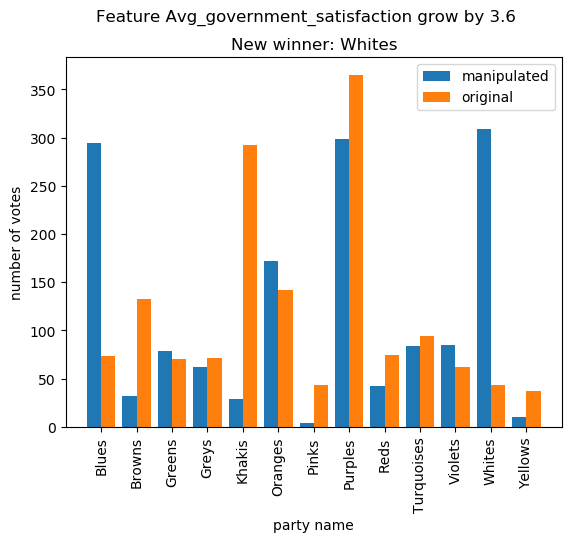 Feature Avg_government_satisfaction grow by 3.6
New winner: Whites
manipulated
original
number of votes
350
300
250
200
150
100
50
0
Blues
Browns
Greens
Greys
Khakis
Oranges
Pinks
Purples
Reds
Turquoises
Violets
Whites
Yellows
party name